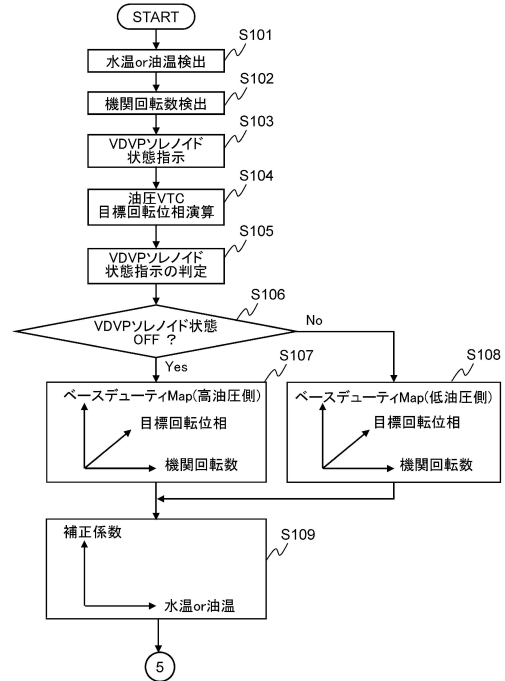 START
S101
水温or油温検出
S102
機関回転数検出
S103
VDVPソレノイド
状態指示
S104
油圧VTC
目標回転位相演算
S105
VDVPソレノイド
状態指示の判定
S106
VDVPソレノイド状態
OFF ?
No
Yes
S107
ベースデューティMap(高油圧側)
目標回転位相
機関回転数
S108
ベースデューティMap(低油圧側)
目標回転位相
機関回転数
S109
補正係数
水温or油温
5